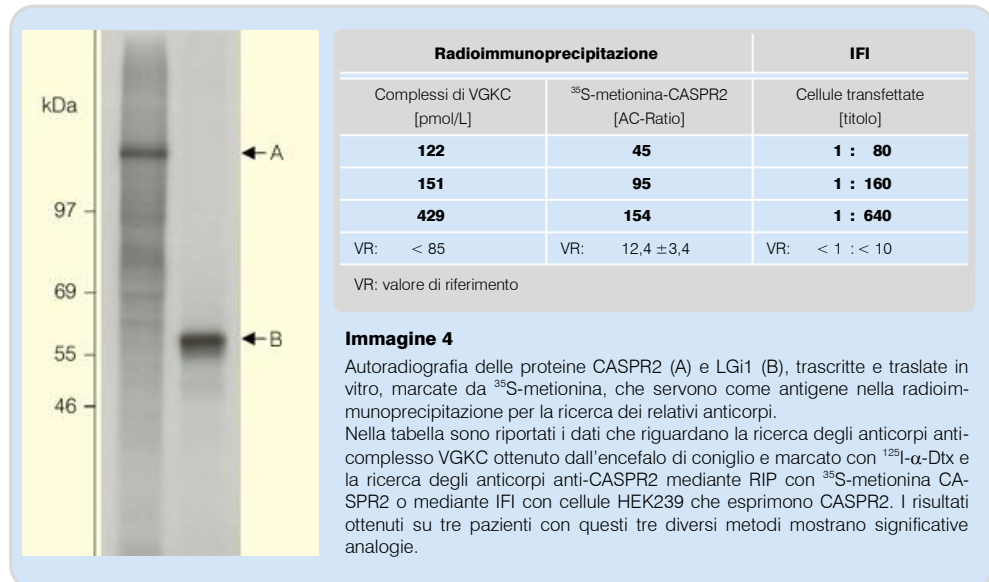 kDa
97
69
55
46
A
B
Radioimmunoprecipitazione IFI
Complessi di VGKC ³⁵S-metionina-CASPR2 Cellule transfettate
[pmol/L] [AC-Ratio] [titolo]
122 45 1 : 80
151 95 1 : 160
429 154 1 : 640
VR: < 85 VR: 12,4 ±3,4 VR: < 1 : < 10
VR: valore di riferimento
Immagine 4
Autoradiografia delle proteine CASPR2 (A) e LGi1 (B), trascritte e traslate in
vitro, marcate da ³⁵S-metionina, che servono come antigene nella radioim-
munoprecipitazione per la ricerca dei relativi anticorpi.
Nella tabella sono riportati i dati che riguardano la ricerca degli anticorpi anti-
complesso VGKC ottenuto dall'encefalo di coniglio e marcato con ¹²⁵I-α-Dtx e
la ricerca degli anticorpi anti-CASPR2 mediante RIP con ³⁵S-metionina CA-
SPR2 o mediante IFI con cellule HEK239 che esprimono CASPR2. I risultati
ottenuti su tre pazienti con questi tre diversi metodi mostrano significative
analogie.